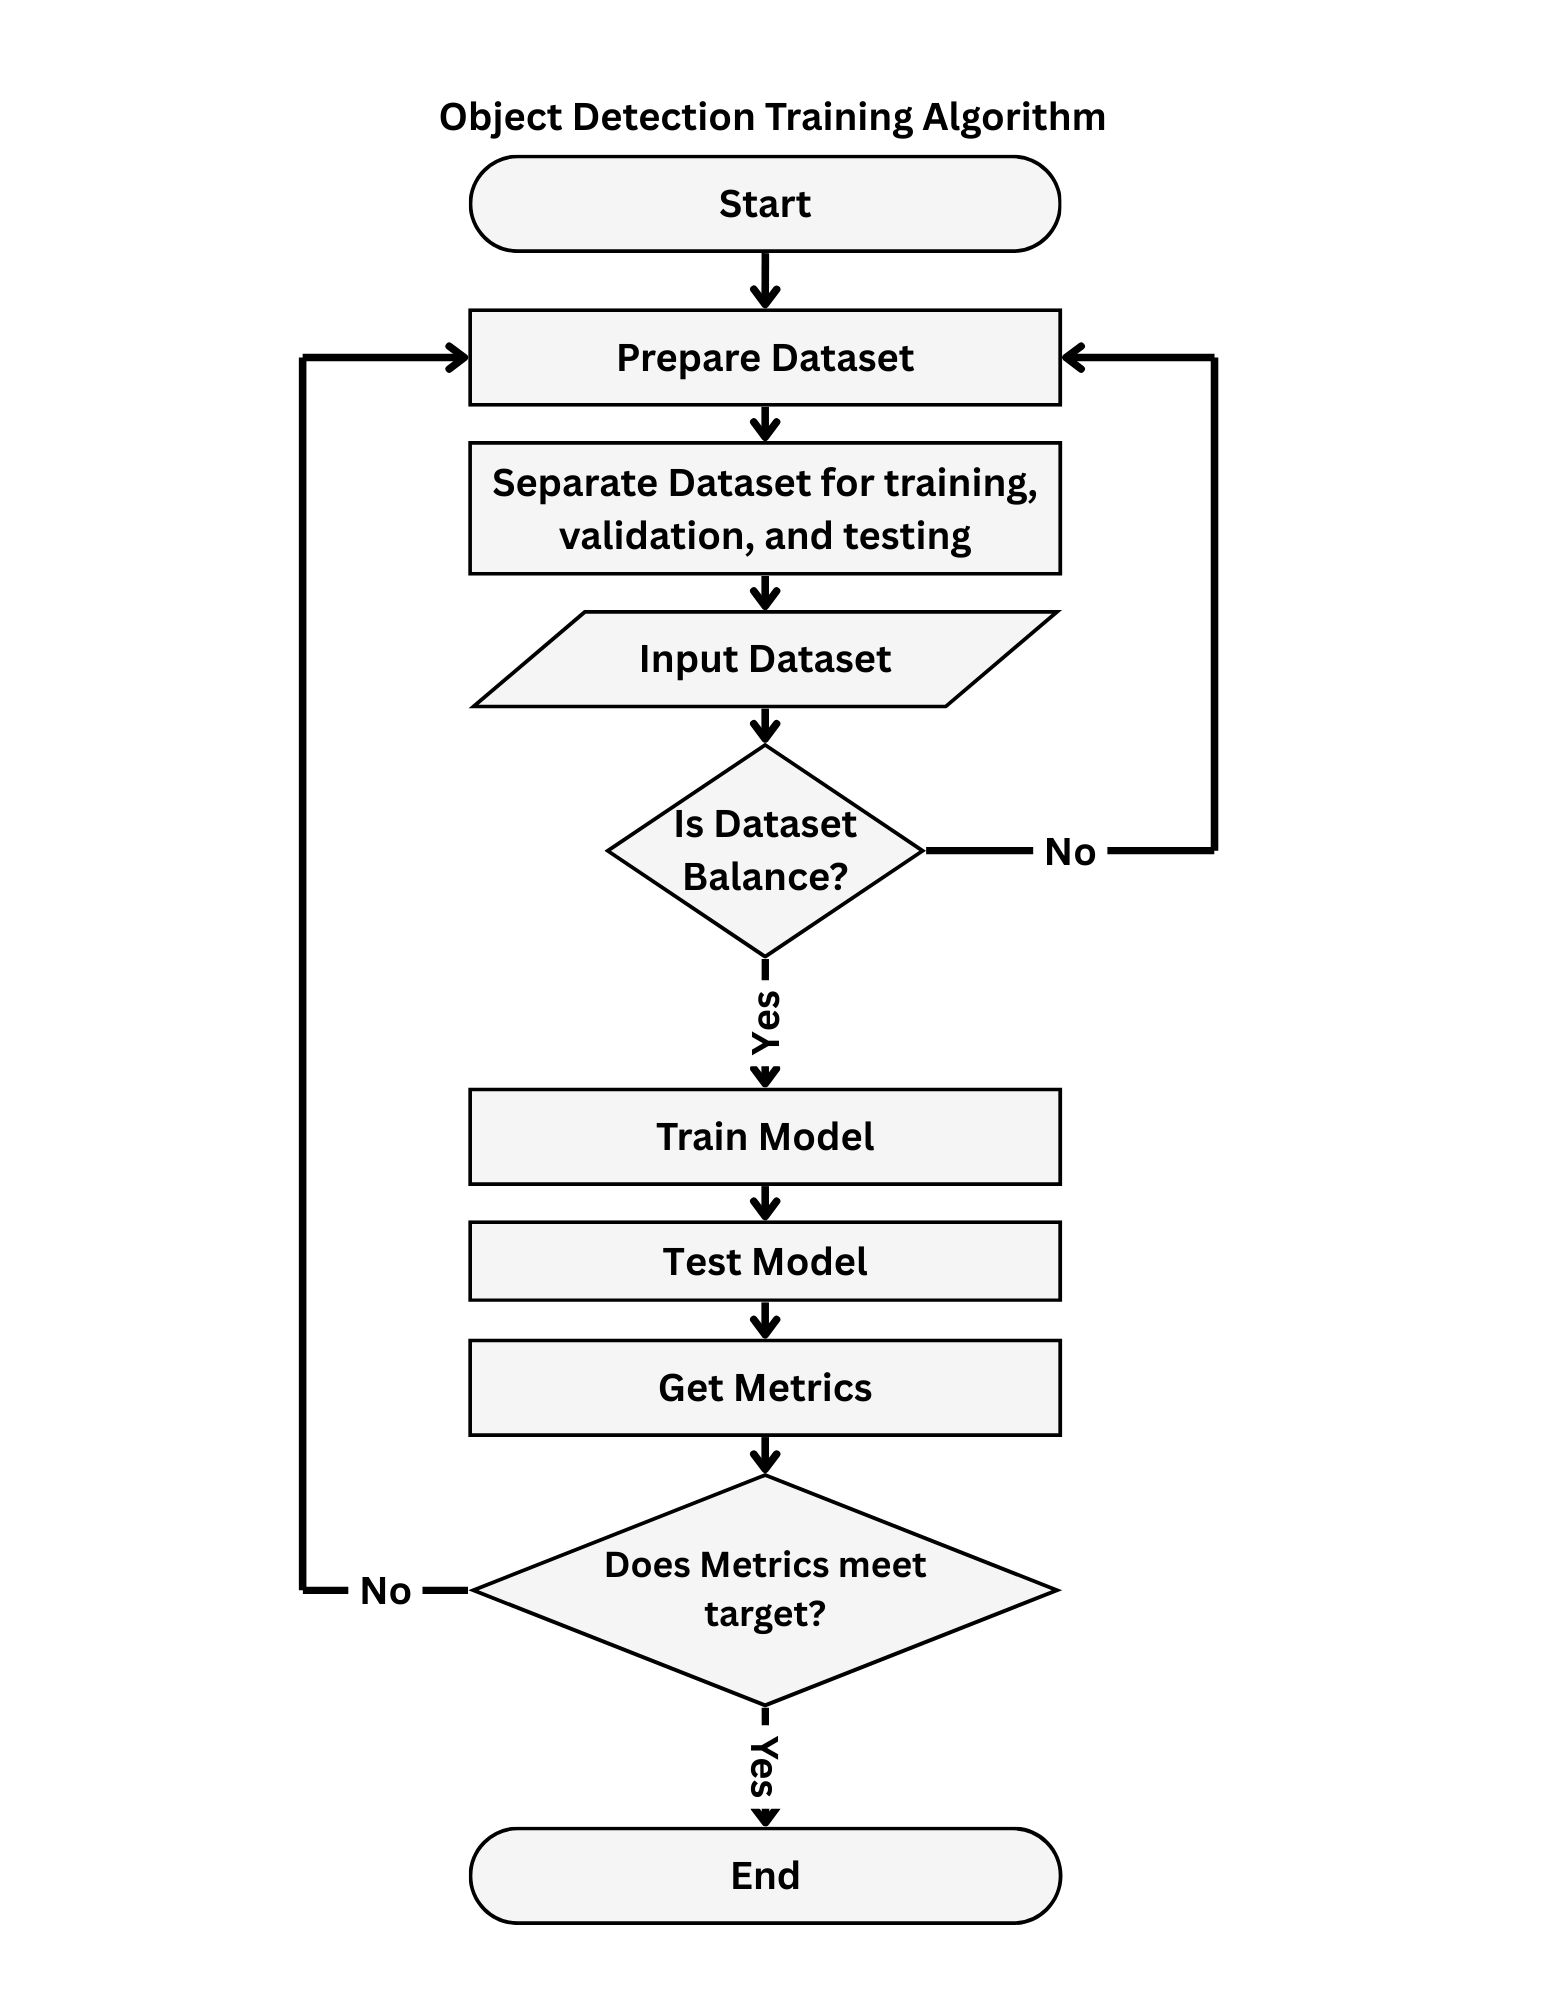 Object Detection Training Algorithm
Start
Prepare Dataset
Separate Dataset for training,
validation, and testing
Input Dataset
Is Dataset
Balance?
No
Yes
Train Model
Test Model
Get Metrics
Does Metrics meet
target?
No
Yes
End